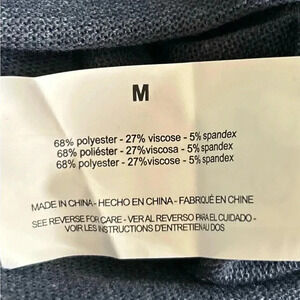 M
68% polyester - 27% viscose - 5% spandex
68% poliéster - 27%viscosa - 5% spandex
68% polyester - 27%viscose - 5% spandex
MADE IN CHINA - HECHO EN CHINA - FABRIQUÉ EN CHINE
SEE REVERSE FOR CARE - VER AL REVERSO PARA EL CUIDADO -
VOIR LES INSTRUCTIONS D'ENTRETIEN AU DOS